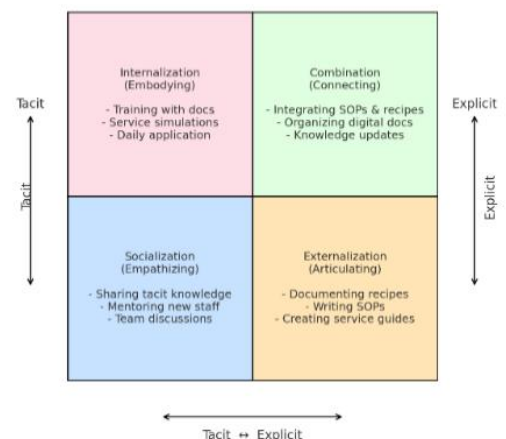 Internalization
(Embodying)
- Training with docs
- Service simulations
- Daily application
Combination
(Connecting)
- Integrating SOPs & recipes
- Organizing digital docs
- Knowledge updates
Tacit
Explicit
Tacit
Explicit
Socialization
(Empathizing)
- Sharing tacit knowledge
- Mentoring new staff
- Team discussions
Externalization
(Articulating)
- Documenting recipes
- Writing SOPs
- Creating service guides
Tacit ↔ Explicit